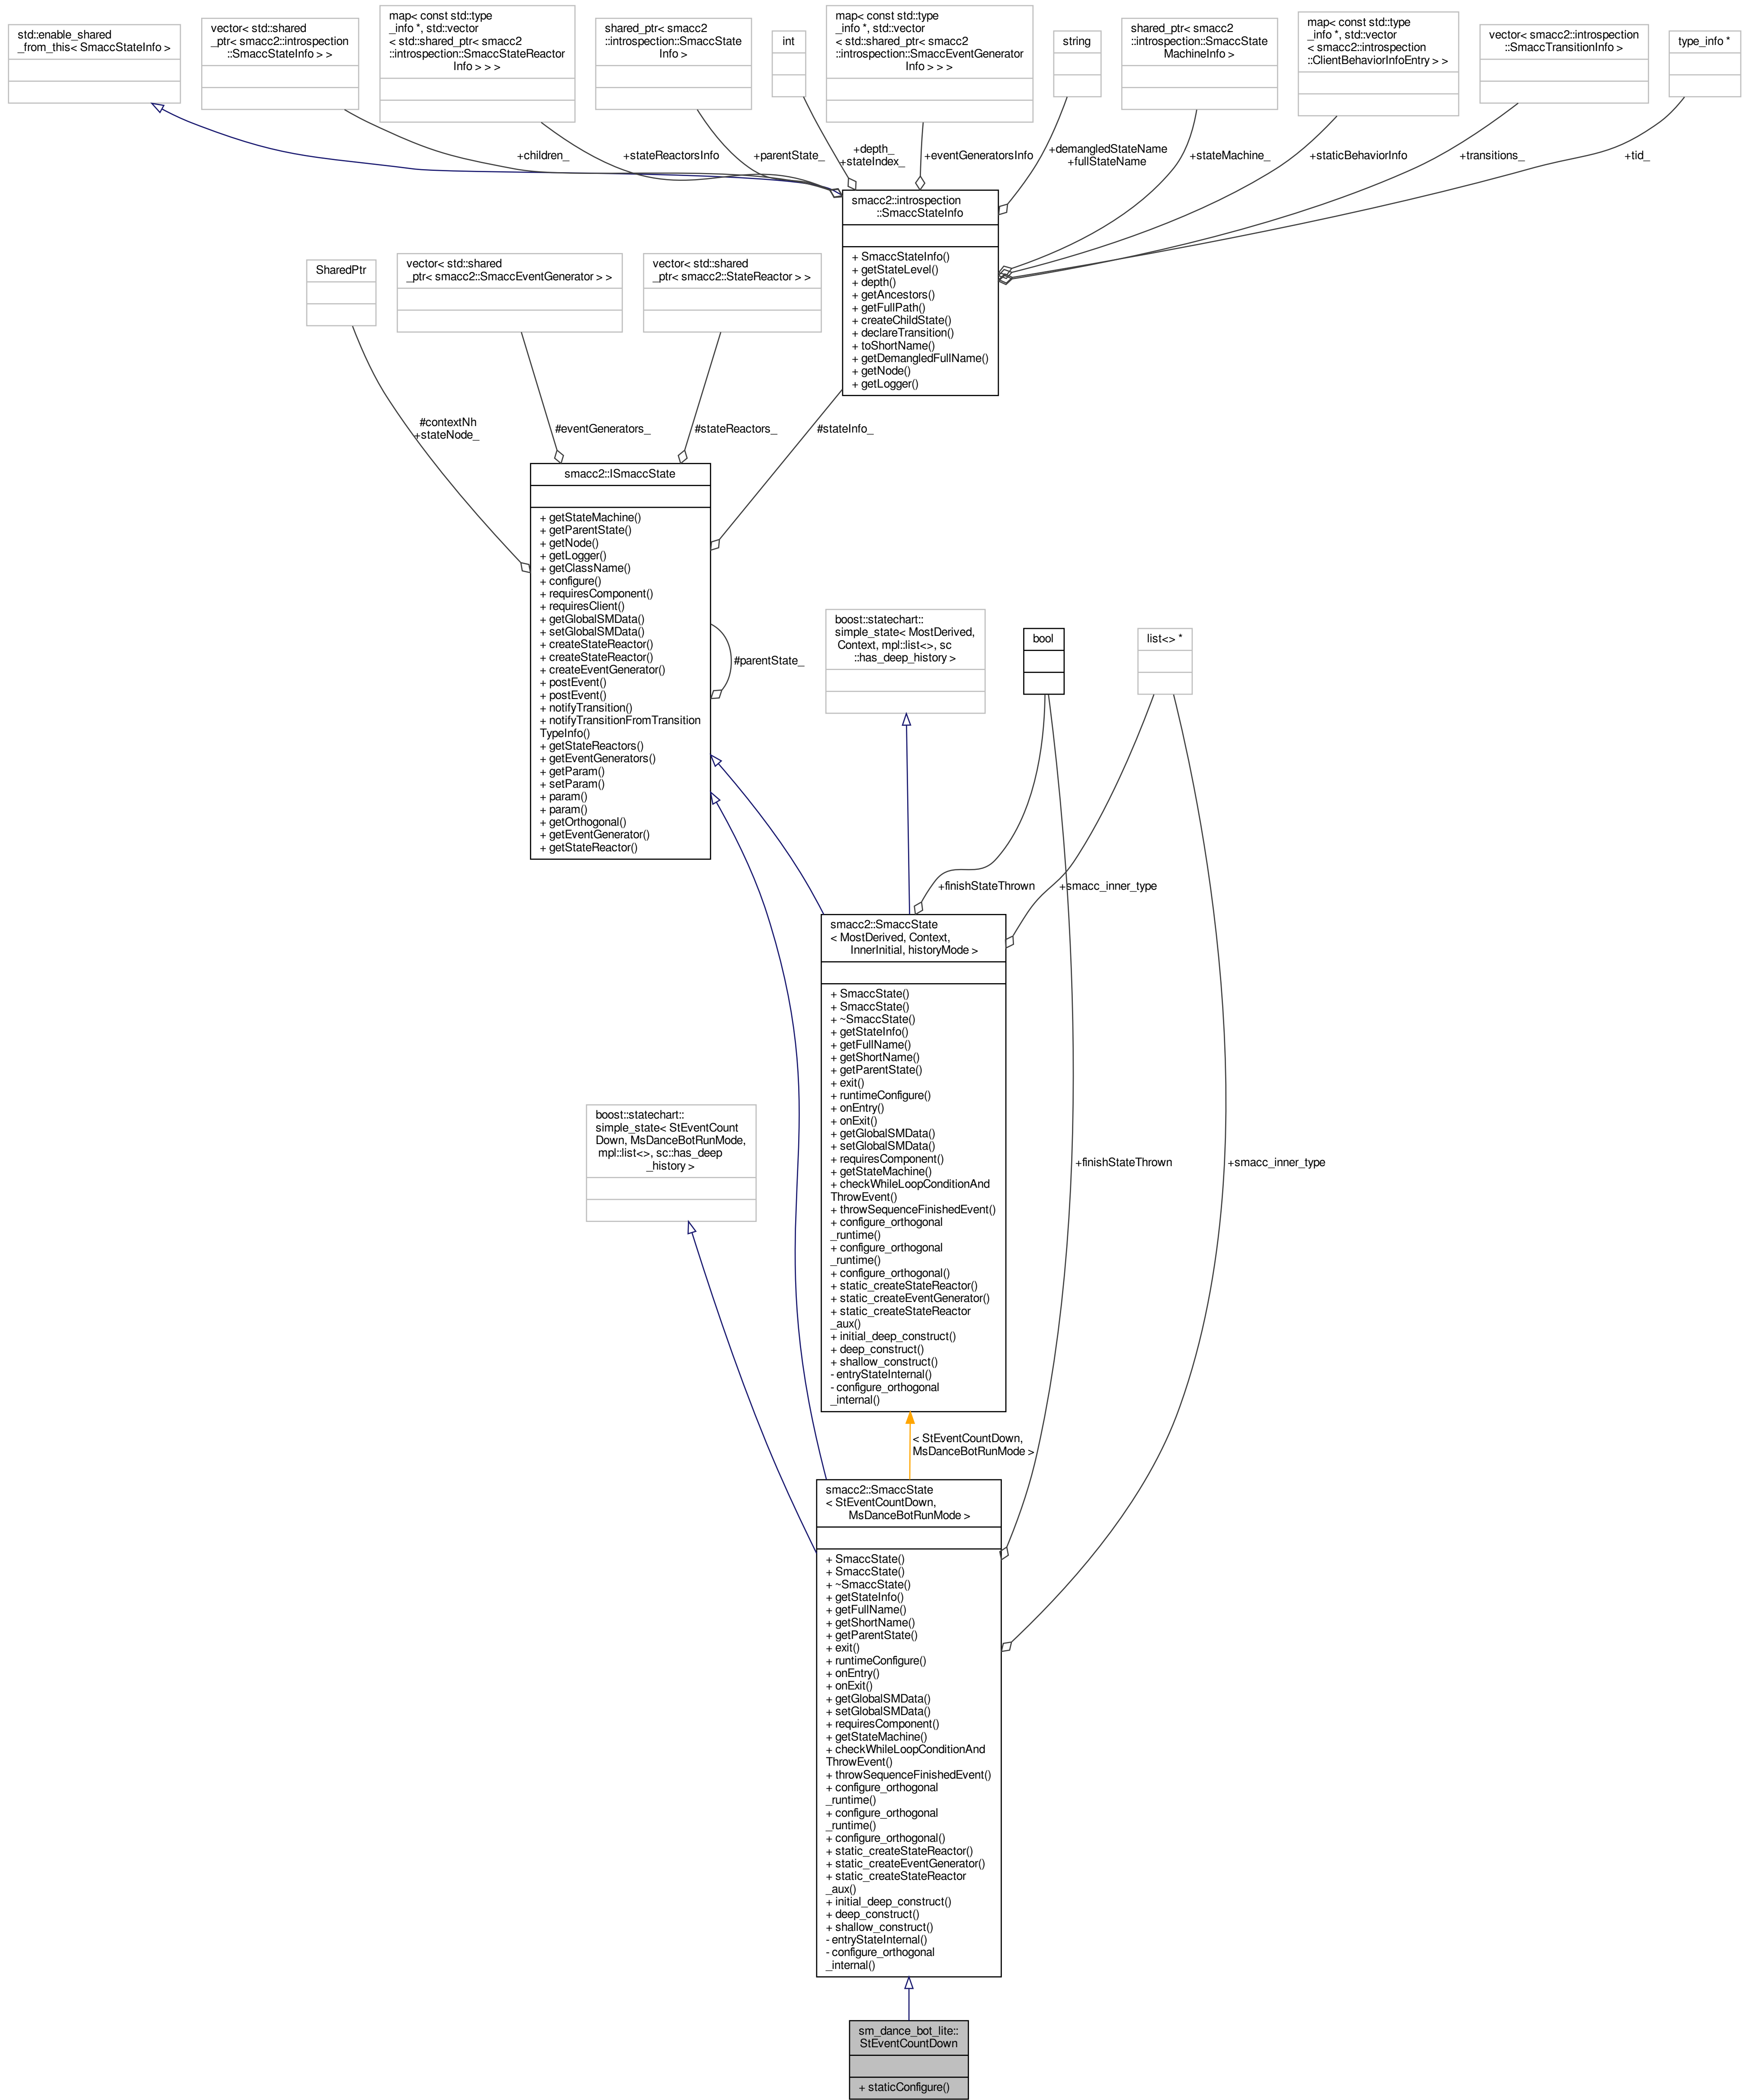 std::enable_shared
_from_this< SmaccStateInfo >
vector< std::shared
_ptr< smacc2::introspection
::SmaccStateInfo > >
map< const std::type
_info *, std::vector
< std::shared_ptr< smacc2
::introspection::SmaccStateReactor
Info > > >
shared_ptr< smacc2
::introspection::SmaccState
Info >
int
map< const std::type
_info *, std::vector
< std::shared_ptr< smacc2
::introspection::SmaccEventGenerator
Info > > >
string
shared_ptr< smacc2
::introspection::SmaccState
MachineInfo >
map< const std::type
_info *, std::vector
< smacc2::introspection
::ClientBehaviorInfoEntry > >
vector< smacc2::introspection
::SmaccTransitionInfo >
type_info *
+children_
+stateReactorsInfo
+parentState_
+depth_
+stateIndex_
+eventGeneratorsInfo
+demangledStateName
+fullStateName
+stateMachine_
+staticBehaviorInfo
+transitions_
+tid_
smacc2::introspection
::SmaccStateInfo
+ SmaccStateInfo()
+ getStateLevel()
+ depth()
+ getAncestors()
+ getFullPath()
+ createChildState()
+ declareTransition()
+ toShortName()
+ getDemangledFullName()
+ getNode()
+ getLogger()
SharedPtr
vector< std::shared
_ptr< smacc2::SmaccEventGenerator > >
vector< std::shared
_ptr< smacc2::StateReactor > >
#contextNh
+stateNode_
#eventGenerators_
#stateReactors_
#stateInfo_
smacc2::ISmaccState
+ getStateMachine()
+ getParentState()
+ getNode()
+ getLogger()
+ getClassName()
+ configure()
+ requiresComponent()
+ requiresClient()
+ getGlobalSMData()
+ setGlobalSMData()
+ createStateReactor()
+ createStateReactor()
+ createEventGenerator()
+ postEvent()
+ postEvent()
+ notifyTransition()
+ notifyTransitionFromTransition
TypeInfo()
+ getStateReactors()
+ getEventGenerators()
+ getParam()
+ setParam()
+ param()
+ param()
+ getOrthogonal()
+ getEventGenerator()
+ getStateReactor()
#parentState_
boost::statechart::
simple_state< MostDerived,
Context, mpl::list<>, sc
::has_deep_history >
bool
list<> *
+finishStateThrown
+smacc_inner_type
smacc2::SmaccState
< MostDerived, Context,
InnerInitial, historyMode >
+ SmaccState()
+ SmaccState()
+ ~SmaccState()
+ getStateInfo()
+ getFullName()
+ getShortName()
+ getParentState()
+ exit()
+ runtimeConfigure()
+ onEntry()
+ onExit()
+ getGlobalSMData()
+ setGlobalSMData()
+ requiresComponent()
+ getStateMachine()
+ checkWhileLoopConditionAnd
ThrowEvent()
+ throwSequenceFinishedEvent()
+ configure_orthogonal
_runtime()
+ configure_orthogonal
_runtime()
+ configure_orthogonal()
+ static_createStateReactor()
+ static_createEventGenerator()
+ static_createStateReactor
_aux()
+ initial_deep_construct()
+ deep_construct()
+ shallow_construct()
- entryStateInternal()
- configure_orthogonal
_internal()
boost::statechart::
simple_state< StEventCount
Down, MsDanceBotRunMode,
mpl::list<>, sc::has_deep
_history >
+finishStateThrown
+smacc_inner_type
< StEventCountDown,
MsDanceBotRunMode >
smacc2::SmaccState
< StEventCountDown,
MsDanceBotRunMode >
+ SmaccState()
+ SmaccState()
+ ~SmaccState()
+ getStateInfo()
+ getFullName()
+ getShortName()
+ getParentState()
+ exit()
+ runtimeConfigure()
+ onEntry()
+ onExit()
+ getGlobalSMData()
+ setGlobalSMData()
+ requiresComponent()
+ getStateMachine()
+ checkWhileLoopConditionAnd
ThrowEvent()
+ throwSequenceFinishedEvent()
+ configure_orthogonal
_runtime()
+ configure_orthogonal
_runtime()
+ configure_orthogonal()
+ static_createStateReactor()
+ static_createEventGenerator()
+ static_createStateReactor
_aux()
+ initial_deep_construct()
+ deep_construct()
+ shallow_construct()
- entryStateInternal()
- configure_orthogonal
_internal()
sm_dance_bot_lite::
StEventCountDown
+ staticConfigure()